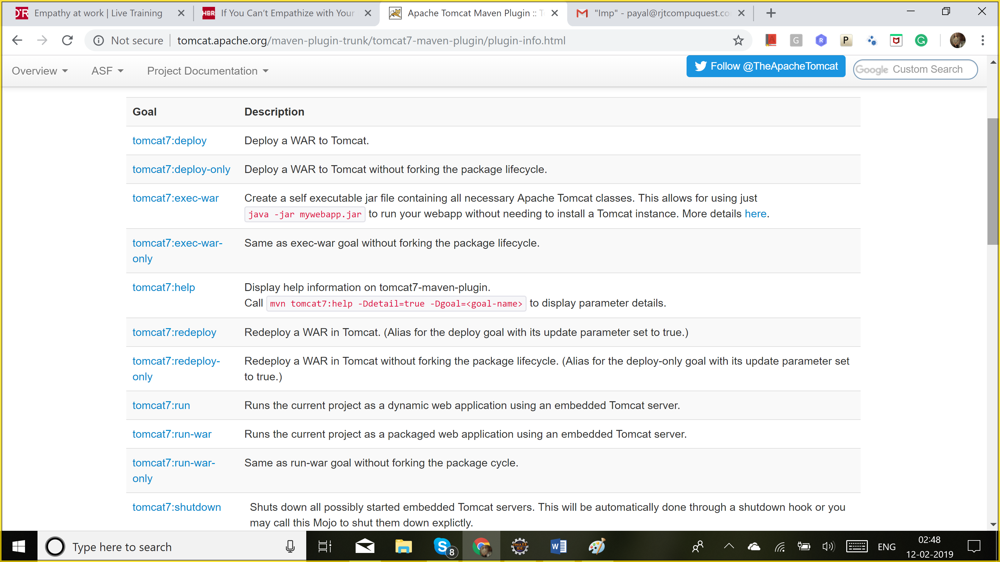 Empathy at work | Live Training
HBR If You Can’t Empathize with Your
Apache Tomcat Maven Plugin ::
"Imp" - payal@rjtcompuquest.co
Not secure tomcat.apache.org/maven-plugin-trunk/tomcat7-maven-plugin/plugin-info.html
Overview ASF Project Documentation Follow @TheApacheTomcat Google Custom Search
Goal Description
tomcat7:deploy Deploy a WAR to Tomcat.
tomcat7:deploy-only Deploy a WAR to Tomcat without forking the package lifecycle.
tomcat7:exec-war Create a self executable jar file containing all necessary Apache Tomcat classes. This allows for using just
java -jar mywebapp.jar to run your webapp without needing to install a Tomcat instance. More details here.
tomcat7:exec-war- Same as exec-war goal without forking the package lifecycle.
only
tomcat7:help Display help information on tomcat7-maven-plugin.
Call mvn tomcat7:help -Ddetail=true -Dgoal=<goal-name> to display parameter details.
tomcat7:redeploy Redeploy a WAR in Tomcat. (Alias for the deploy goal with its update parameter set to true.)
tomcat7:redeploy- Redeploy a WAR in Tomcat without forking the package lifecycle. (Alias for the deploy-only goal with its update parameter set
only to true.)
tomcat7:run Runs the current project as a dynamic web application using an embedded Tomcat server.
tomcat7:run-war Runs the current project as a packaged web application using an embedded Tomcat server.
tomcat7:run-war- Same as run-war goal without forking the package cycle.
only
tomcat7:shutdown Shuts down all possibly started embedded Tomcat servers. This will be automatically done through a shutdown hook or you
may call this Mojo to shut them down explictly.
Type here to search
8
Java EE
IDE
ENG
02:48
12-02-2019